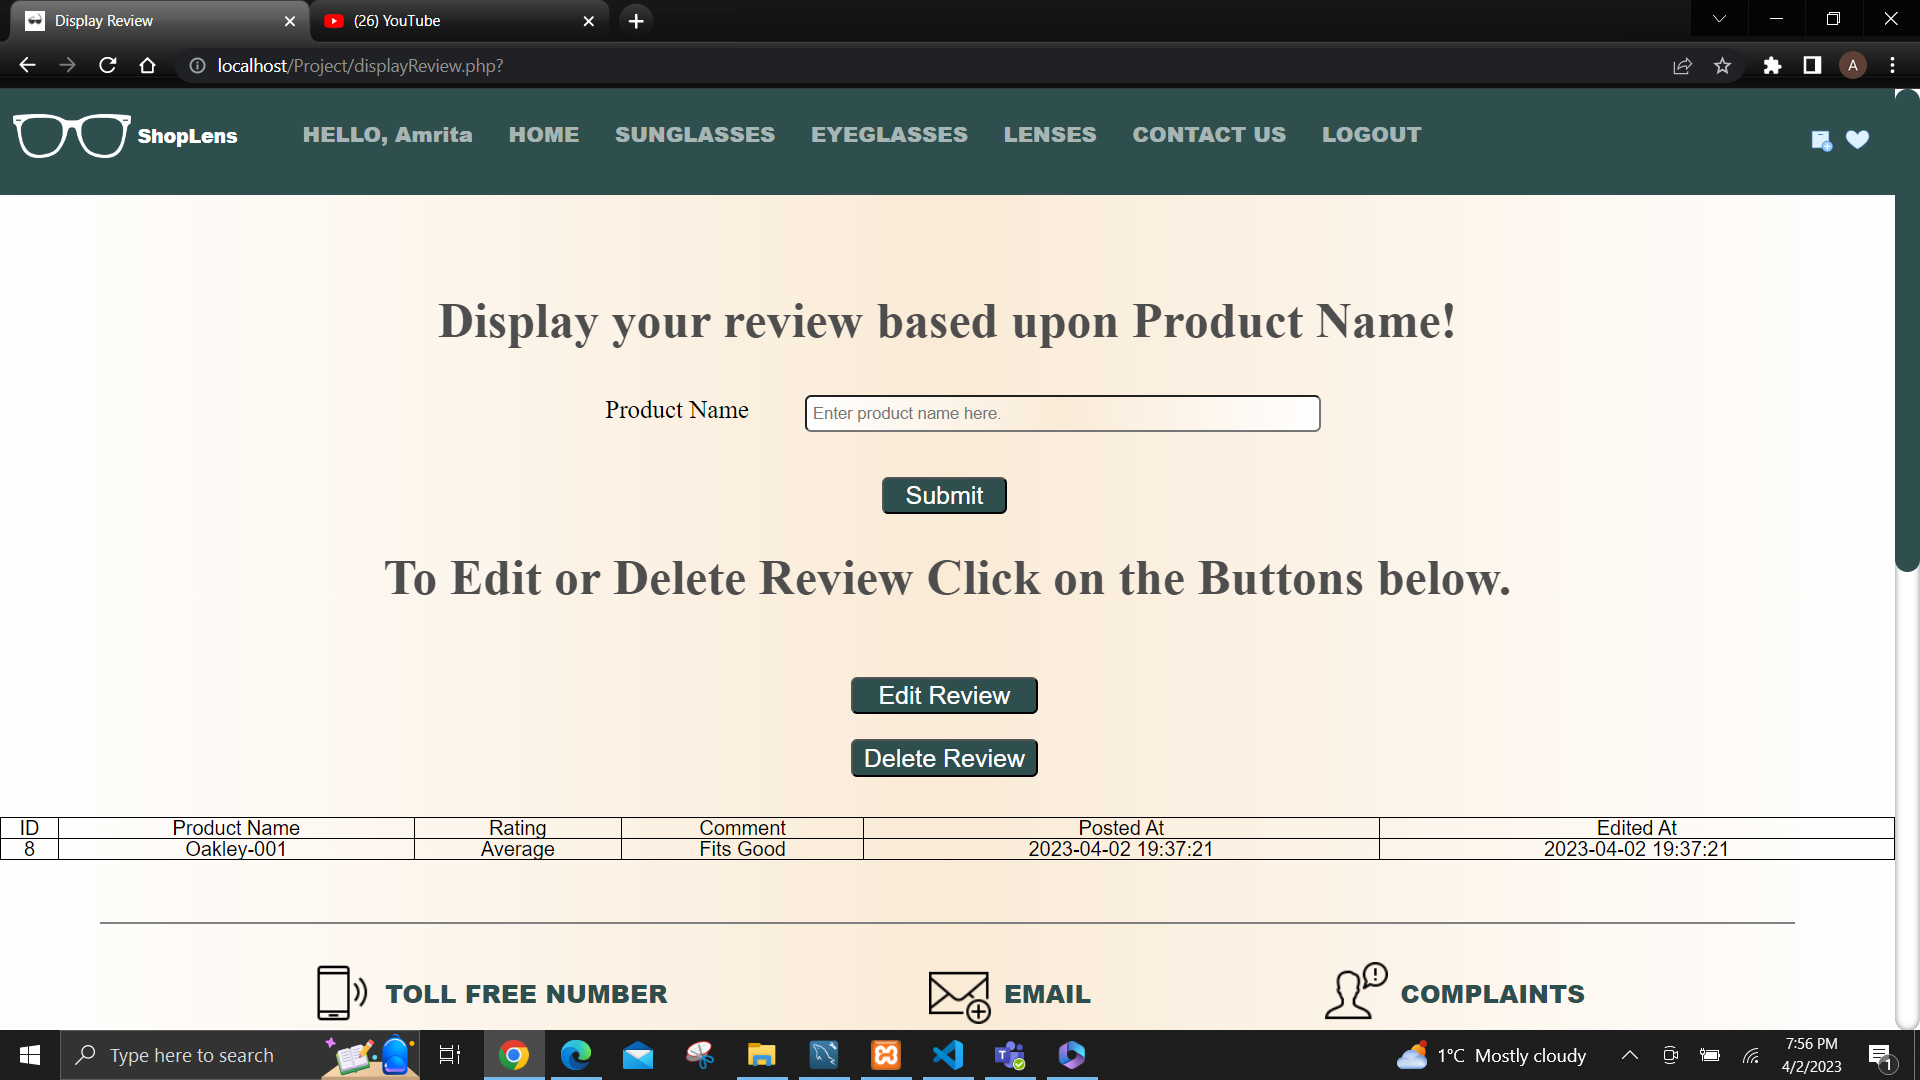 Display Review
(26) YouTube
localhost/Project/displayReview.php?
A
ShopLens
HELLO, Amrita HOME SUNGLASSES EYEGLASSES LENSES CONTACT US LOGOUT
Display your review based upon Product Name!
Product Name
Enter product name here.
Submit
To Edit or Delete Review Click on the Buttons below.
Edit Review
Delete Review
ID Product Name Rating Comment Posted At Edited At
8 Oakley-001 Average Fits Good 2023-04-02 19:37:21 2023-04-02 19:37:21
TOLL FREE NUMBER EMAIL COMPLAINTS
Type here to search
1°C Mostly cloudy
7:56 PM
4/2/2023
1